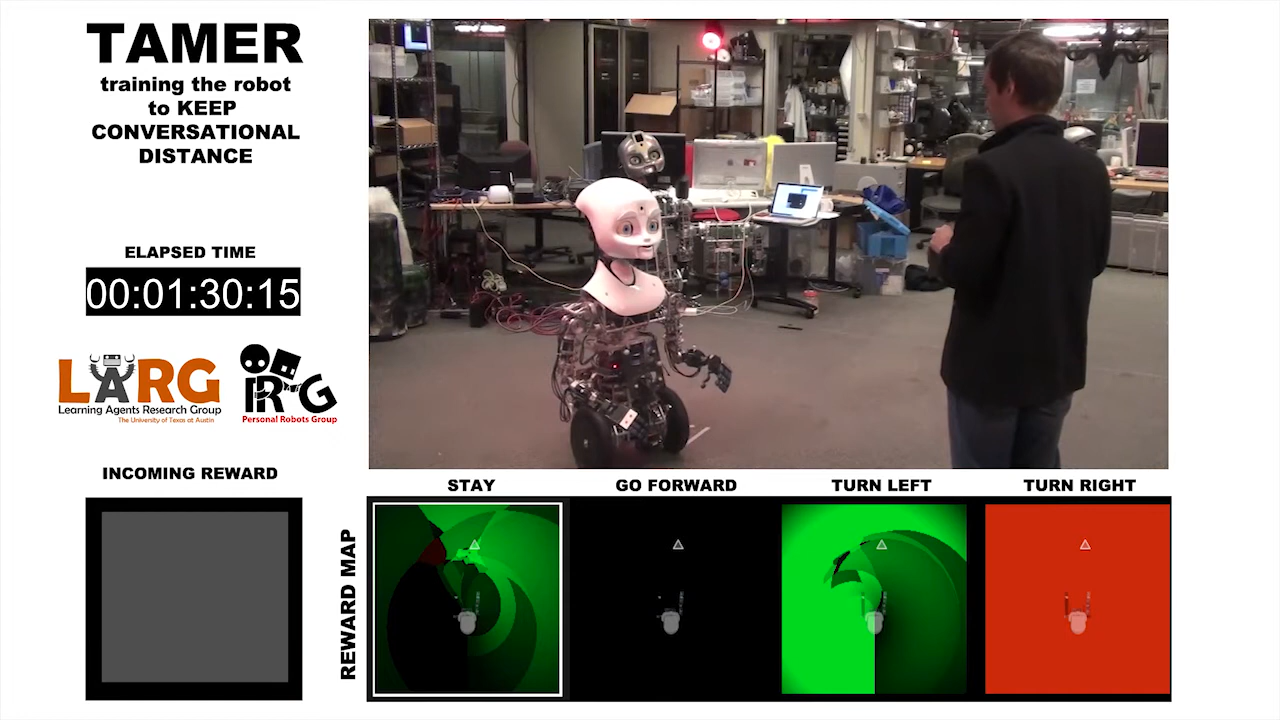 TAMER
training the robot
to KEEP
CONVERSATIONAL
DISTANCE
ELAPSED TIME
00:01:30:15
LARG
Learning Agents Research Group
The University of Texas at Austin
PRG
Personal Robots Group
INCOMING REWARD
STAY
GO FORWARD
TURN LEFT
TURN RIGHT
REWARD MAP